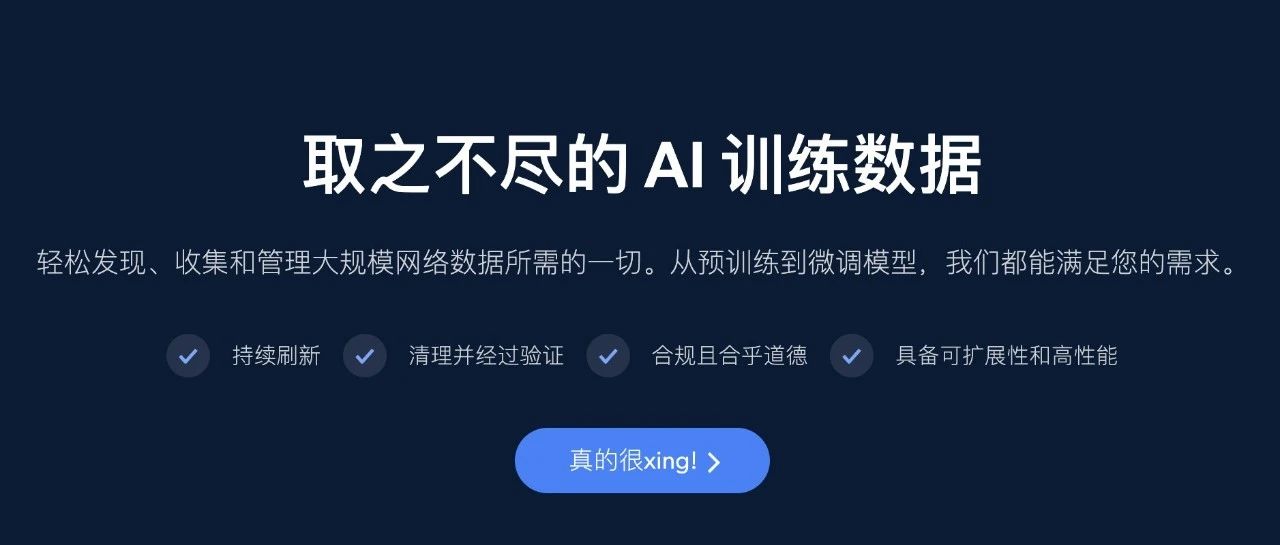 取之不尽的 AI 训练数据
轻松发现、收集和管理大规模网络数据所需的一切。从预训练到微调模型，我们都能满足您的需求。
持续刷新 清理并经过验证 合规且合乎道德 具备可扩展性和高性能
真的很xing!